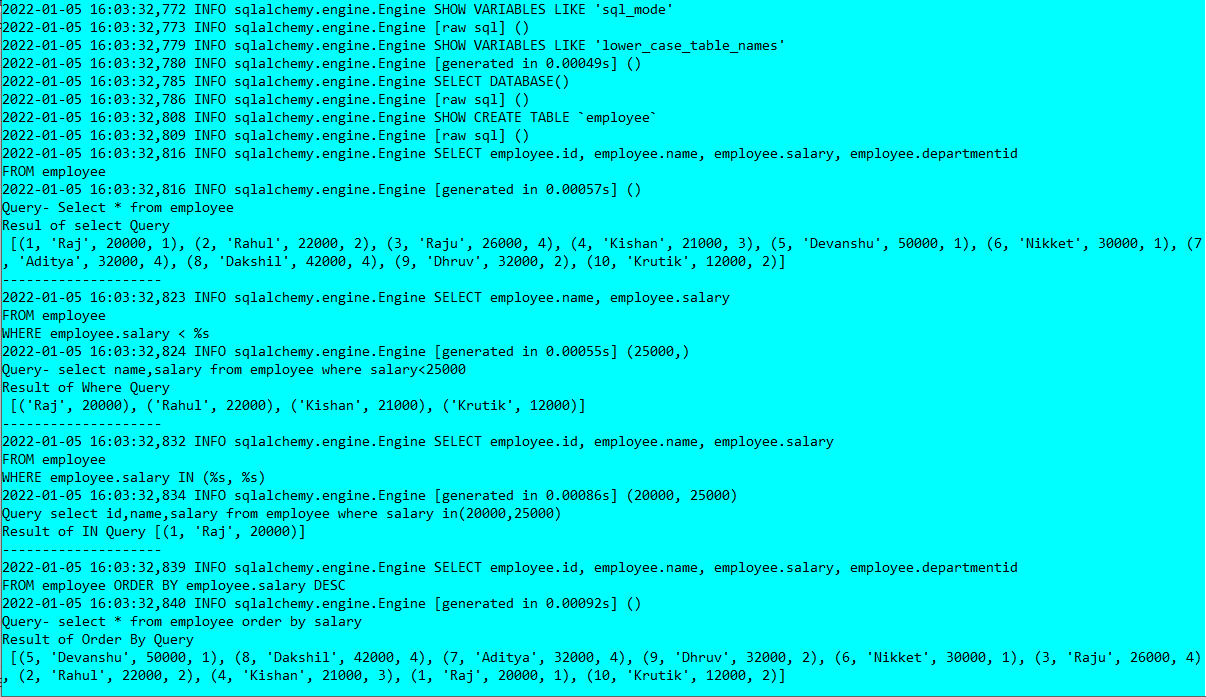 2022-01-05 16:03:32,772 INFO sqlalchemy.engine.Engine SHOW VARIABLES LIKE 'sql_mode'
2022-01-05 16:03:32,773 INFO sqlalchemy.engine.Engine [raw sql] ()
2022-01-05 16:03:32,779 INFO sqlalchemy.engine.Engine SHOW VARIABLES LIKE 'lower_case_table_names'
2022-01-05 16:03:32,780 INFO sqlalchemy.engine.Engine [generated in 0.00049s] ()
2022-01-05 16:03:32,785 INFO sqlalchemy.engine.Engine SELECT DATABASE()
2022-01-05 16:03:32,786 INFO sqlalchemy.engine.Engine [raw sql] ()
2022-01-05 16:03:32,808 INFO sqlalchemy.engine.Engine SHOW CREATE TABLE `employee`
2022-01-05 16:03:32,809 INFO sqlalchemy.engine.Engine [raw sql] ()
2022-01-05 16:03:32,816 INFO sqlalchemy.engine.Engine SELECT employee.id, employee.name, employee.salary, employee.departmentid
FROM employee
2022-01-05 16:03:32,816 INFO sqlalchemy.engine.Engine [generated in 0.00057s] ()
Query- Select * from employee
Resul of select Query
 [(1, 'Raj', 20000, 1), (2, 'Rahul', 22000, 2), (3, 'Raju', 26000, 4), (4, 'Kishan', 21000, 3), (5, 'Devanshu', 50000, 1), (6, 'Nikket', 30000, 1), (7
, 'Aditya', 32000, 4), (8, 'Dakshil', 42000, 4), (9, 'Dhruv', 32000, 2), (10, 'Krutik', 12000, 2)]
--------------------
2022-01-05 16:03:32,823 INFO sqlalchemy.engine.Engine SELECT employee.name, employee.salary
FROM employee
WHERE employee.salary < %s
2022-01-05 16:03:32,824 INFO sqlalchemy.engine.Engine [generated in 0.00055s] (25000,)
Query- select name,salary from employee where salary<25000
Result of Where Query
 [('Raj', 20000), ('Rahul', 22000), ('Kishan', 21000), ('Krutik', 12000)]
--------------------
2022-01-05 16:03:32,832 INFO sqlalchemy.engine.Engine SELECT employee.id, employee.name, employee.salary
FROM employee
WHERE employee.salary IN (%s, %s)
2022-01-05 16:03:32,834 INFO sqlalchemy.engine.Engine [generated in 0.00086s] (20000, 25000)
Query select id,name,salary from employee where salary in(20000,25000)
Result of IN Query [(1, 'Raj', 20000)]
--------------------
2022-01-05 16:03:32,839 INFO sqlalchemy.engine.Engine SELECT employee.id, employee.name, employee.salary, employee.departmentid
FROM employee ORDER BY employee.salary DESC
2022-01-05 16:03:32,840 INFO sqlalchemy.engine.Engine [generated in 0.00092s] ()
Query- select * from employee order by salary
Result of Order By Query
 [(5, 'Devanshu', 50000, 1), (8, 'Dakshil', 42000, 4), (7, 'Aditya', 32000, 4), (9, 'Dhruv', 32000, 2), (6, 'Nikket', 30000, 1), (3, 'Raju', 26000, 4)
, (2, 'Rahul', 22000, 2), (4, 'Kishan', 21000, 3), (1, 'Raj', 20000, 1), (10, 'Krutik', 12000, 2)]